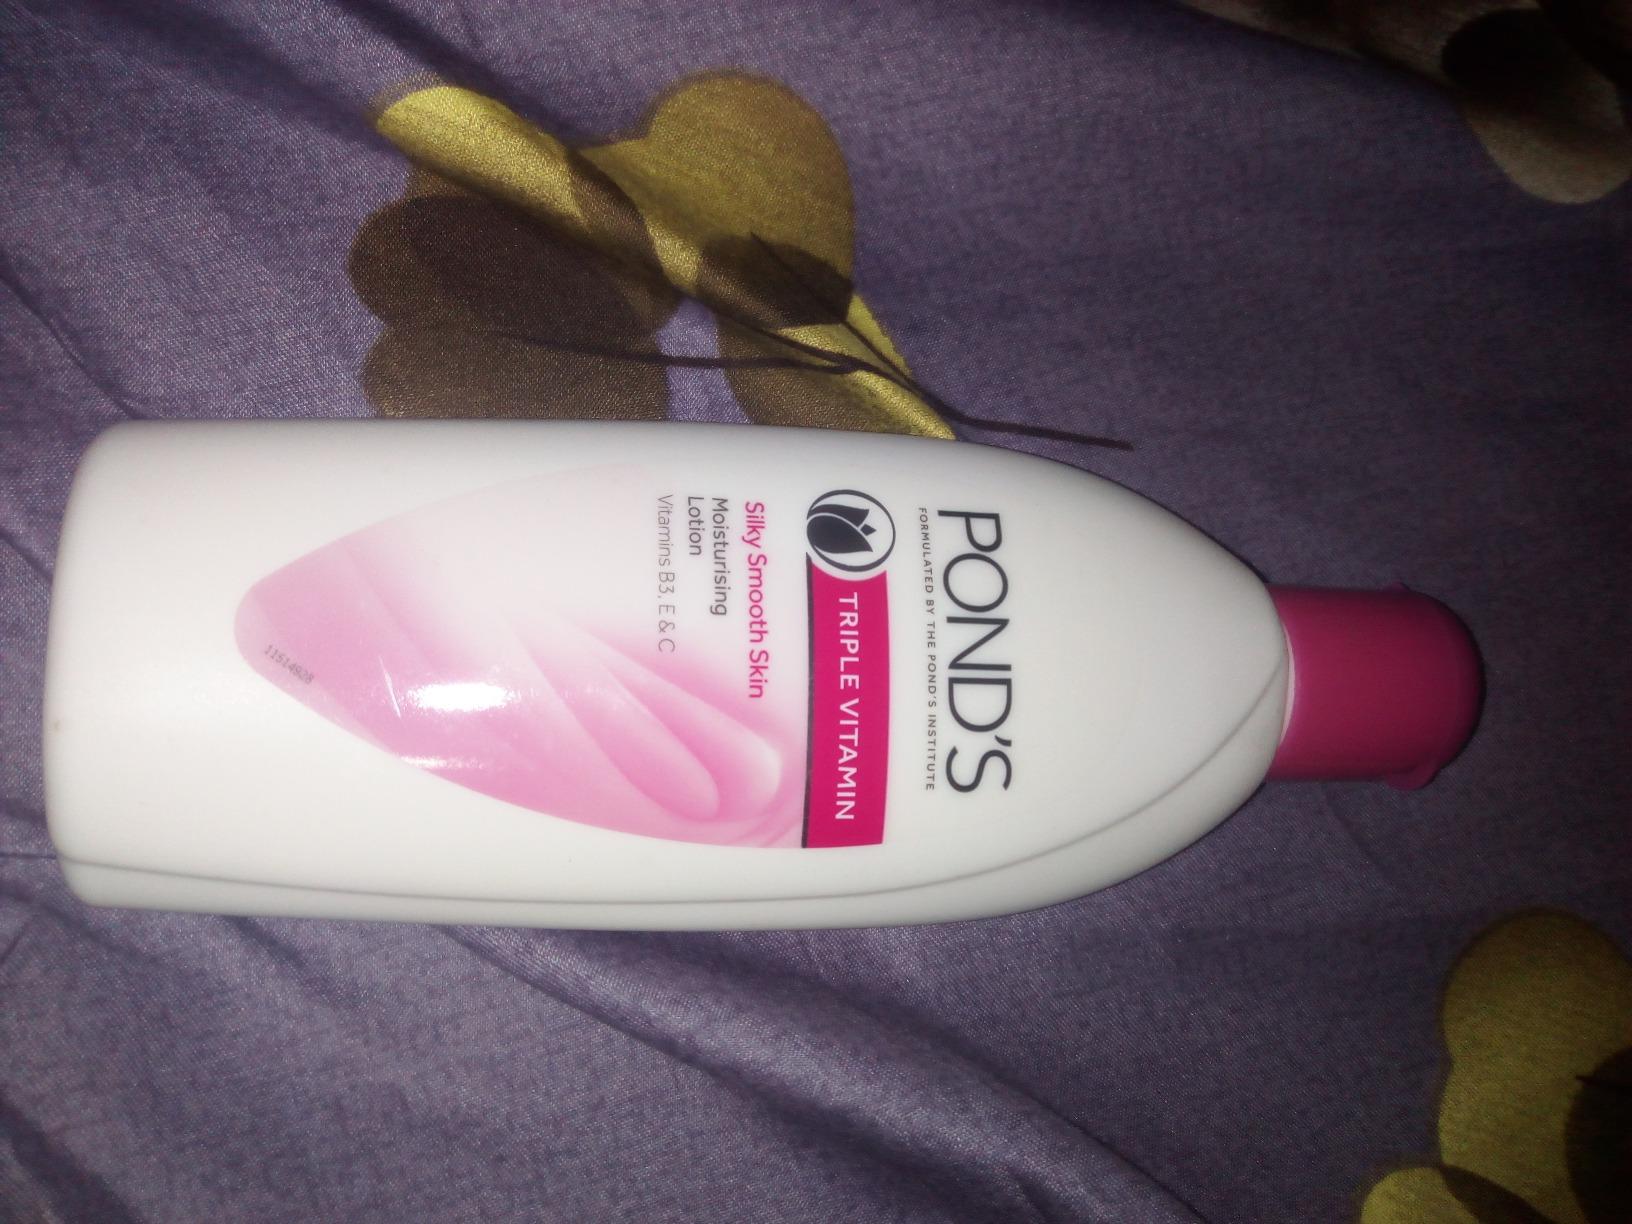 POND'S
FORMULATED BY THE POND'S INSTITUTE
TRIPLE VITAMIN
Silky Smooth Skin
Moisturising
Lotion
Vitamins B3, E & C
11514928